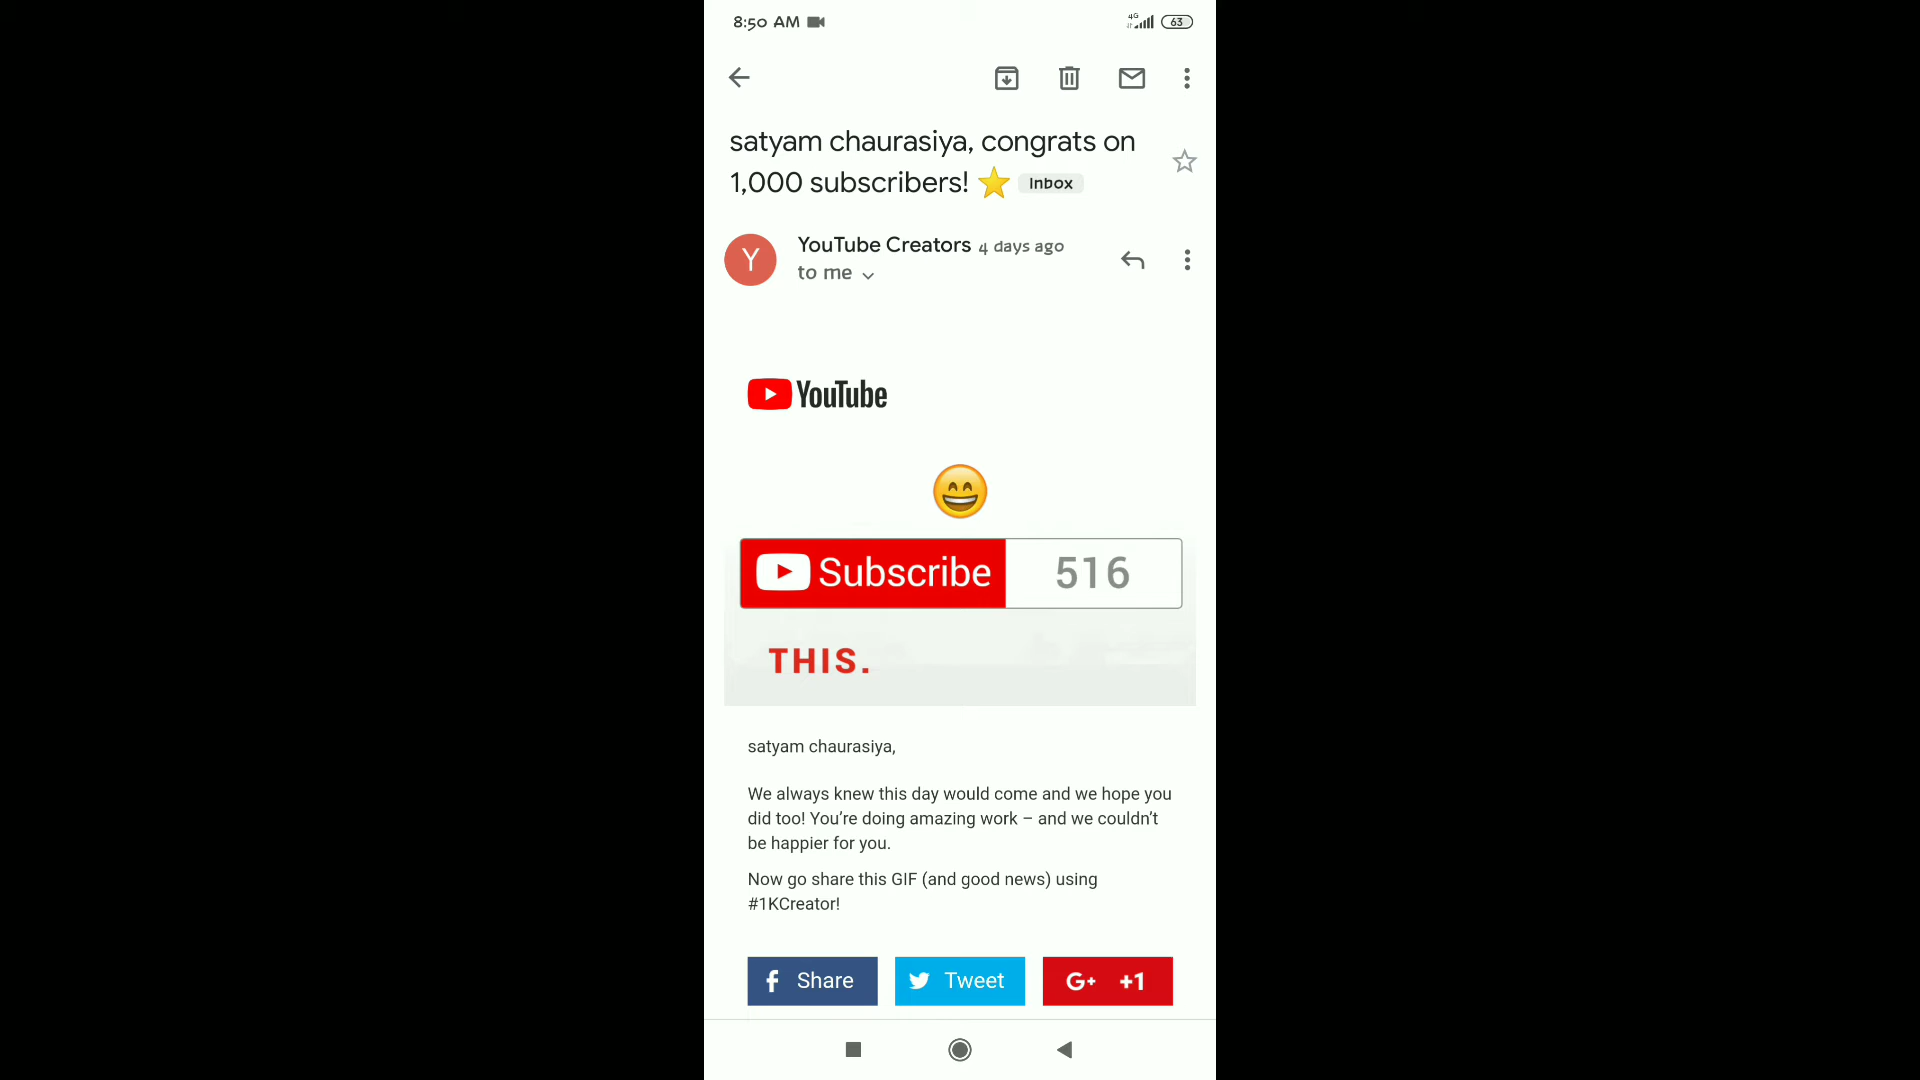 8:50 AM
4G
63
satyam chaurasiya, congrats on
1,000 subscribers! ⭐ Inbox
Y
YouTube Creators 4 days ago
to me
YouTube
Subscribe 516
THIS.
satyam chaurasiya,
We always knew this day would come and we hope you
did too! You’re doing amazing work – and we couldn’t
be happier for you.
Now go share this GIF (and good news) using
#1KCreator!
f Share
Tweet
G+ +1